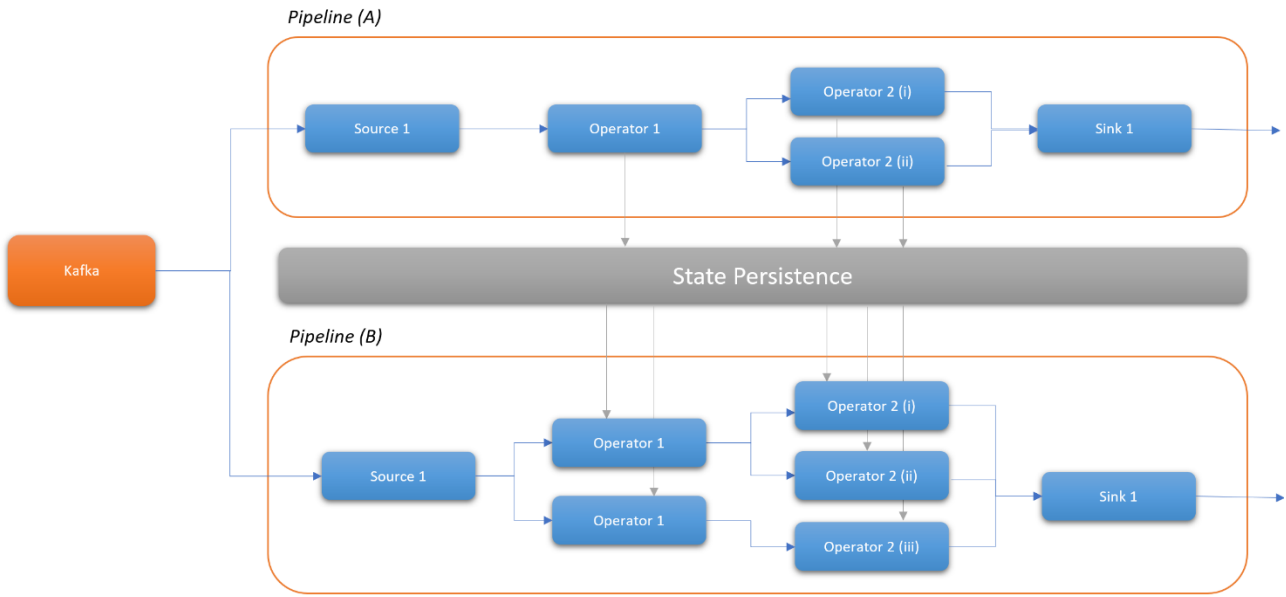 Pipeline (A)
Operator 2 (i)
Source 1
Operator 1
Sink 1
Operator 2 (ii)
Kafka
State Persistence
Pipeline (B)
Operator 2 (i)
Operator 1
Source 1
Operator 2 (ii)
Sink 1
Operator 1
Operator 2 (iii)